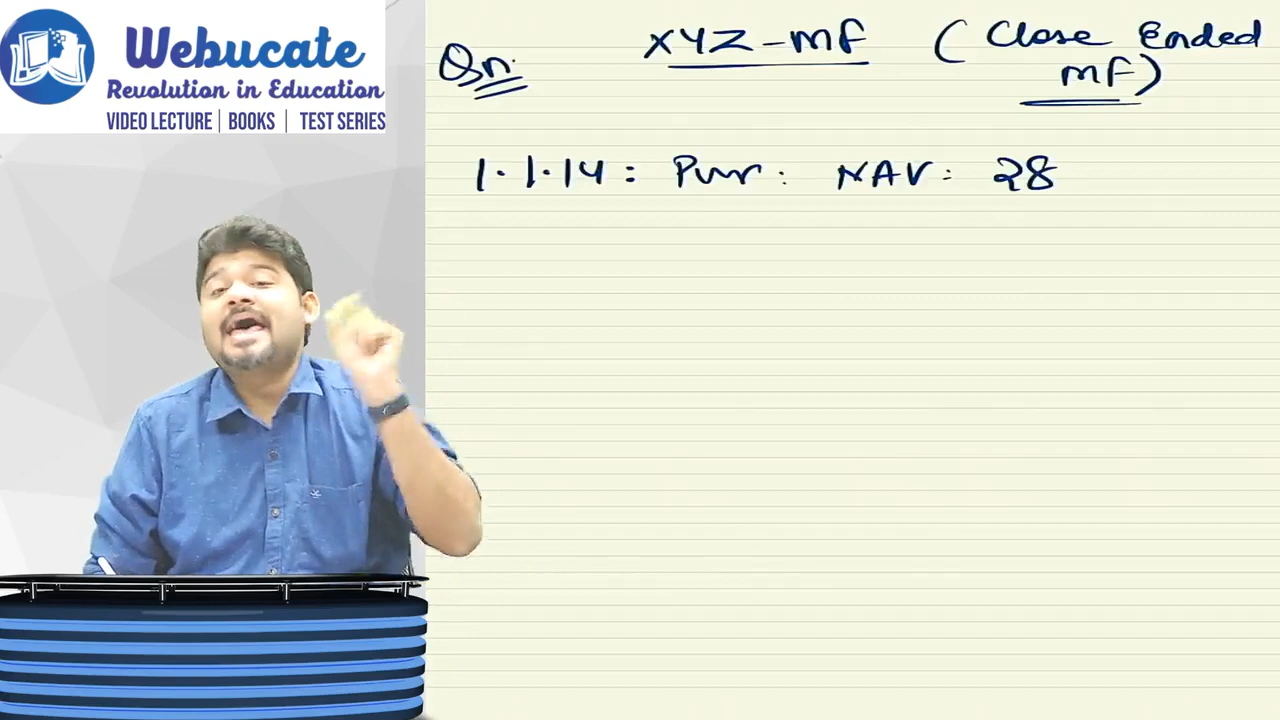 Webucate
Revolution in Education
VIDEO LECTURE | BOOKS | TEST SERIES
Qn. XYZ-MF (Close Ended
MF)
1.1.14: Pur: NAV: 28